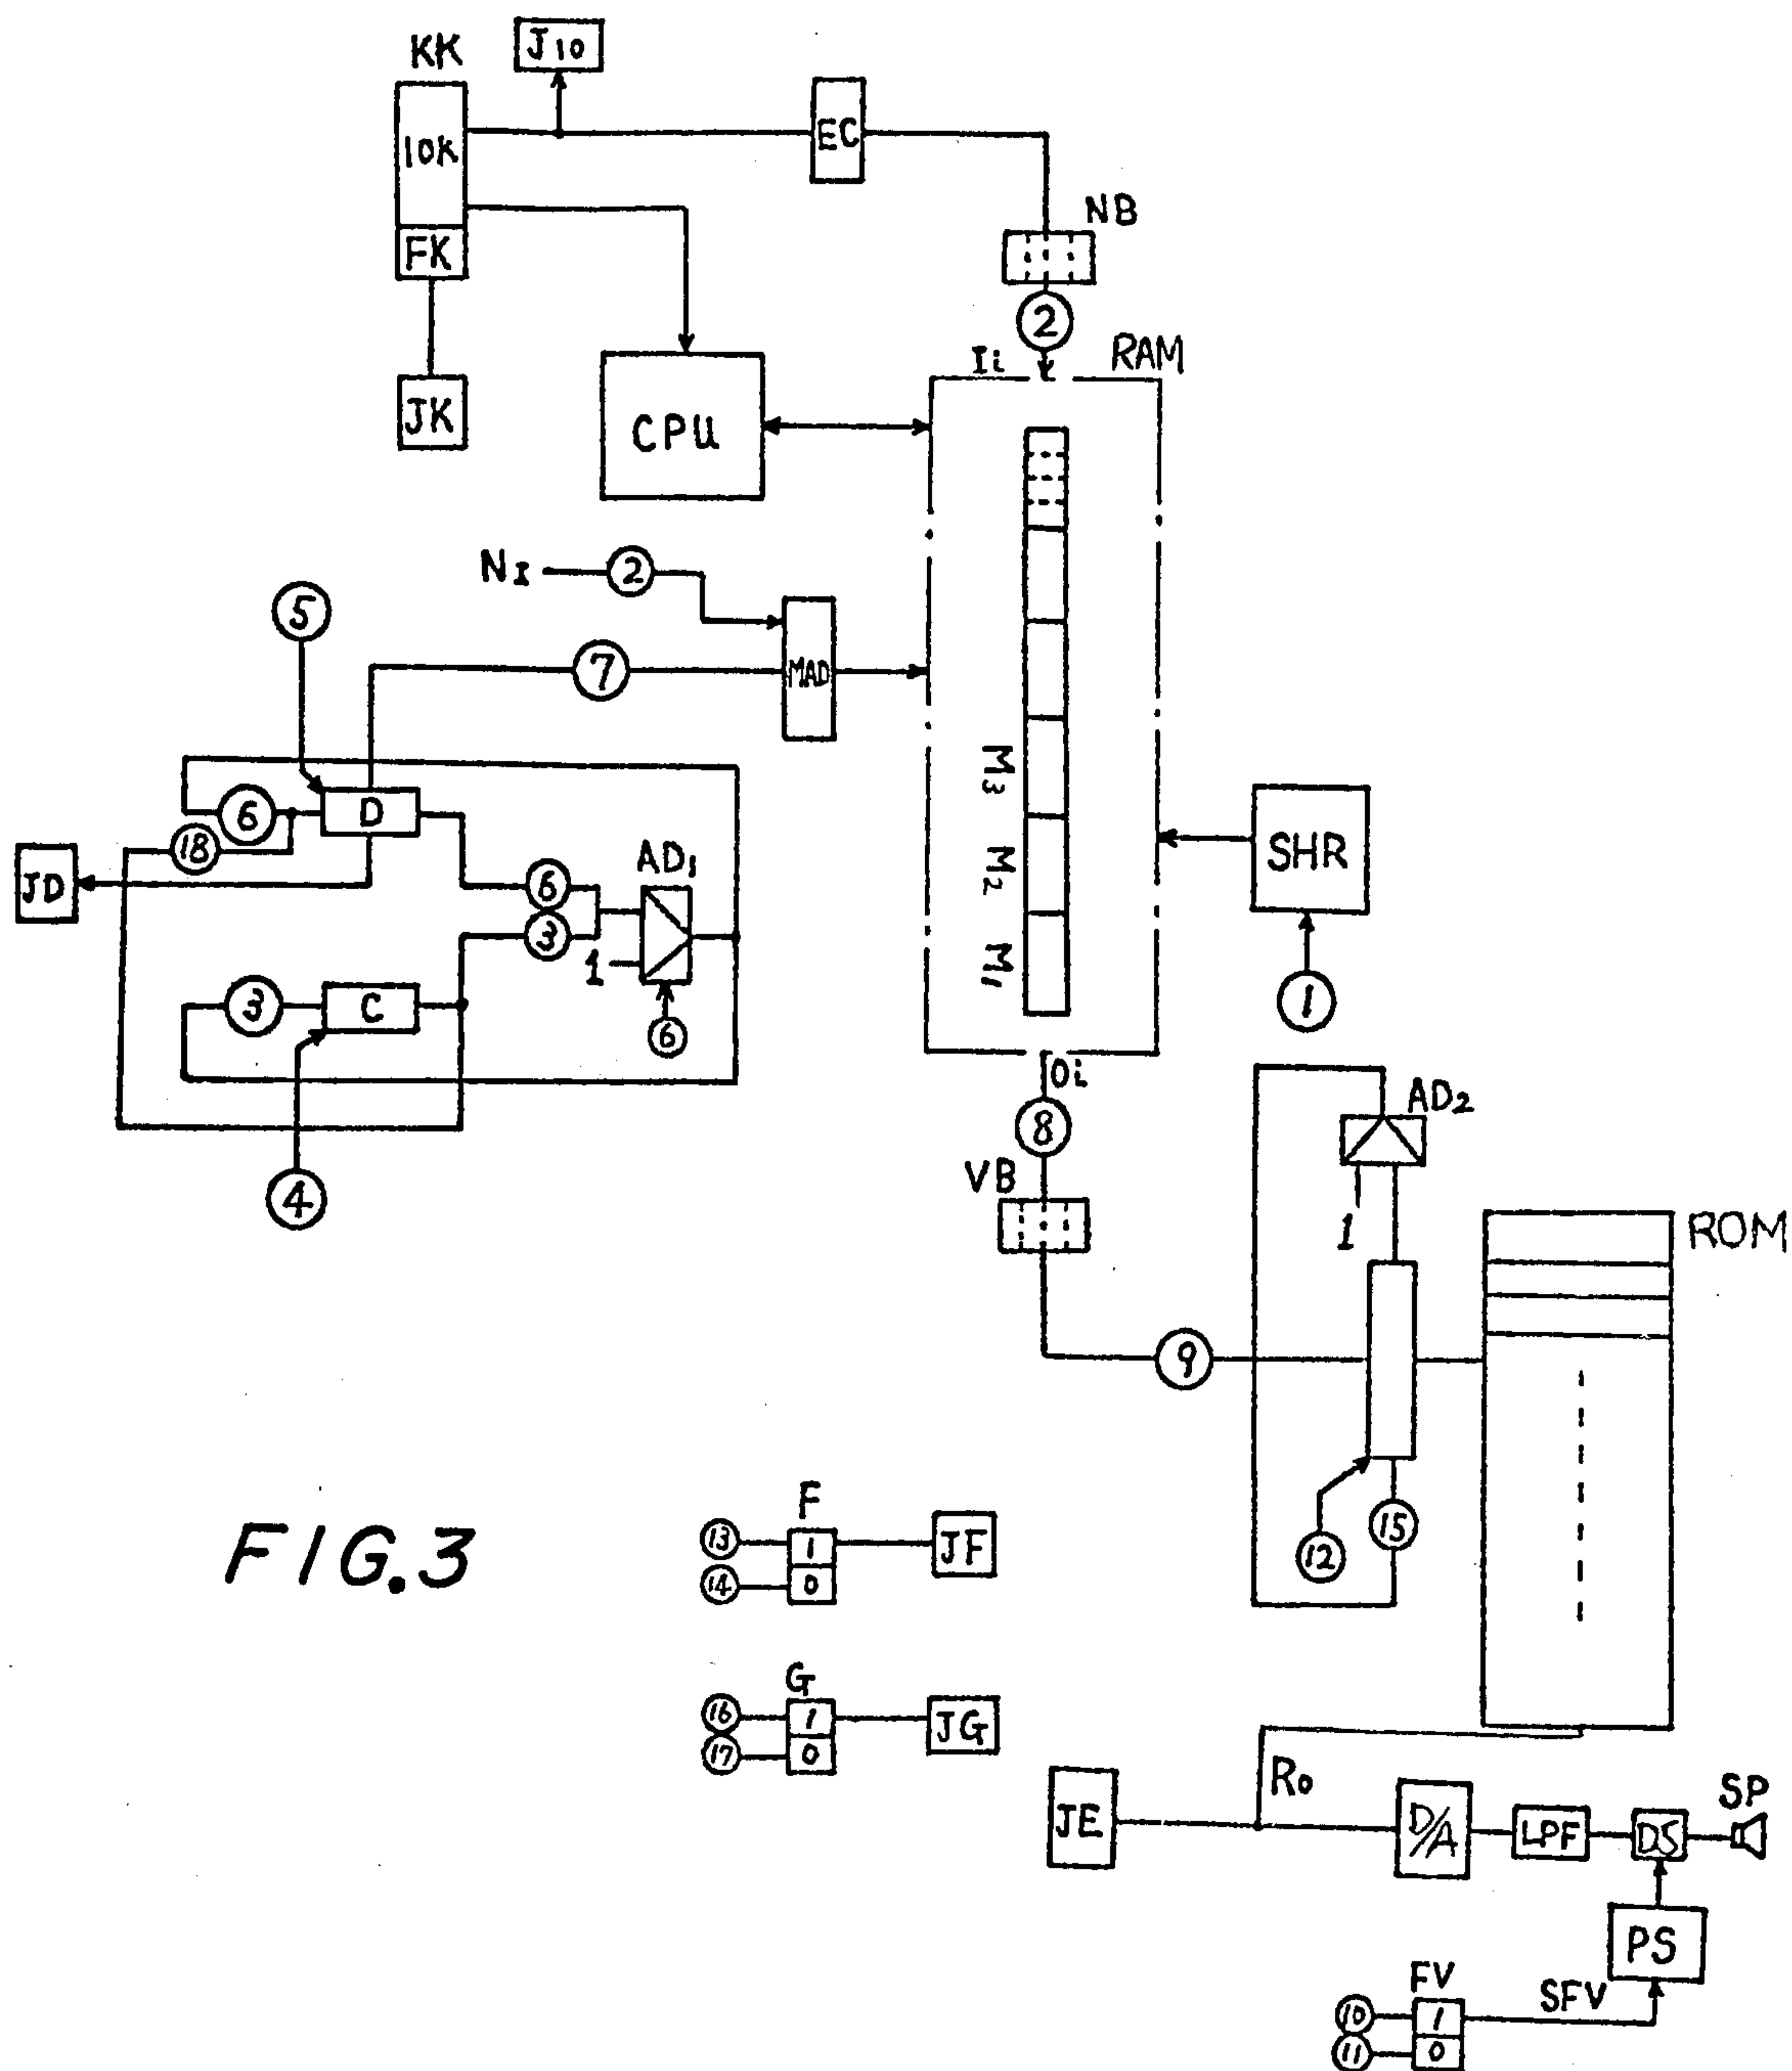 KK
J10
10K
EC
FK
NB
②
Ii
RAM
JK
CPU
NI
②
⑤
⑦
MAD
M3
M2
M1
⑥
D
⑱
JD
AD1
⑥
③
1
③
C
⑥
④
SHR
①
Oi
⑧
VB
AD2
1
ROM
⑨
⑫
⑮
FIG.3
F
⑬
1
JF
⑭
0
G
⑯
1
JG
⑰
0
R0
JE
D/A
LPF
DS
SP
PS
FV
SFV
⑩
1
⑪
0